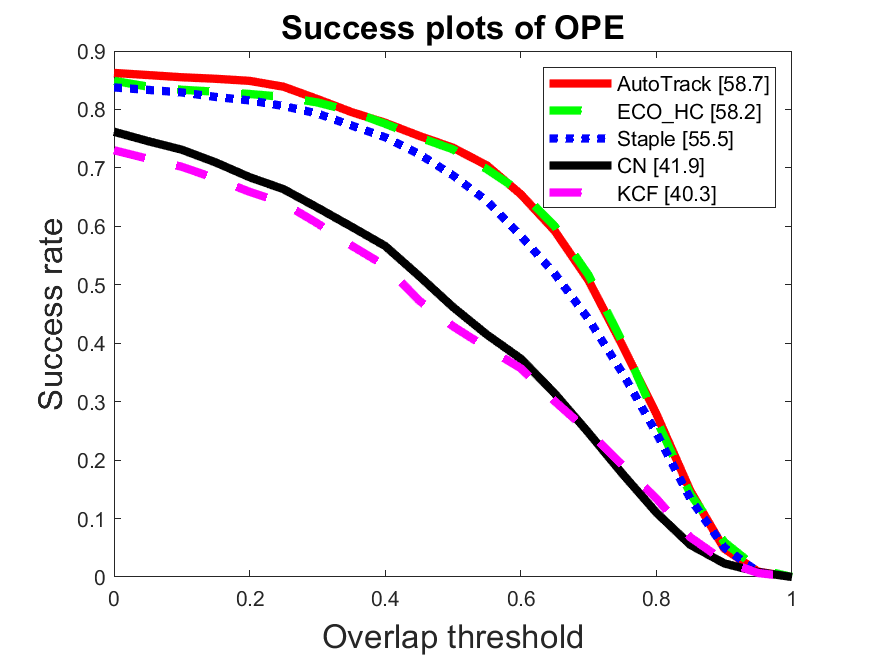 Success plots of OPE
0.9
0.8
0.7
0.6
0.5
0.4
0.3
0.2
0.1
0
Success rate
AutoTrack [58.7]
ECO_HC [58.2]
Staple [55.5]
CN [41.9]
KCF [40.3]
0 0.2 0.4 0.6 0.8 1
Overlap threshold